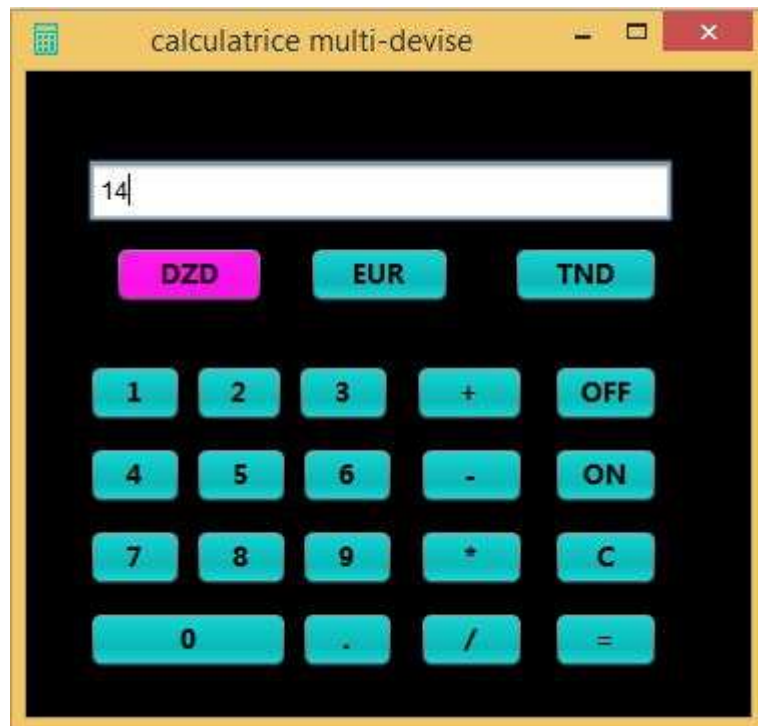 calculatrice multi-devise
14
DZD EUR TND
1 2 3 + OFF
4 5 6 - ON
7 8 9 * C
0 . / =